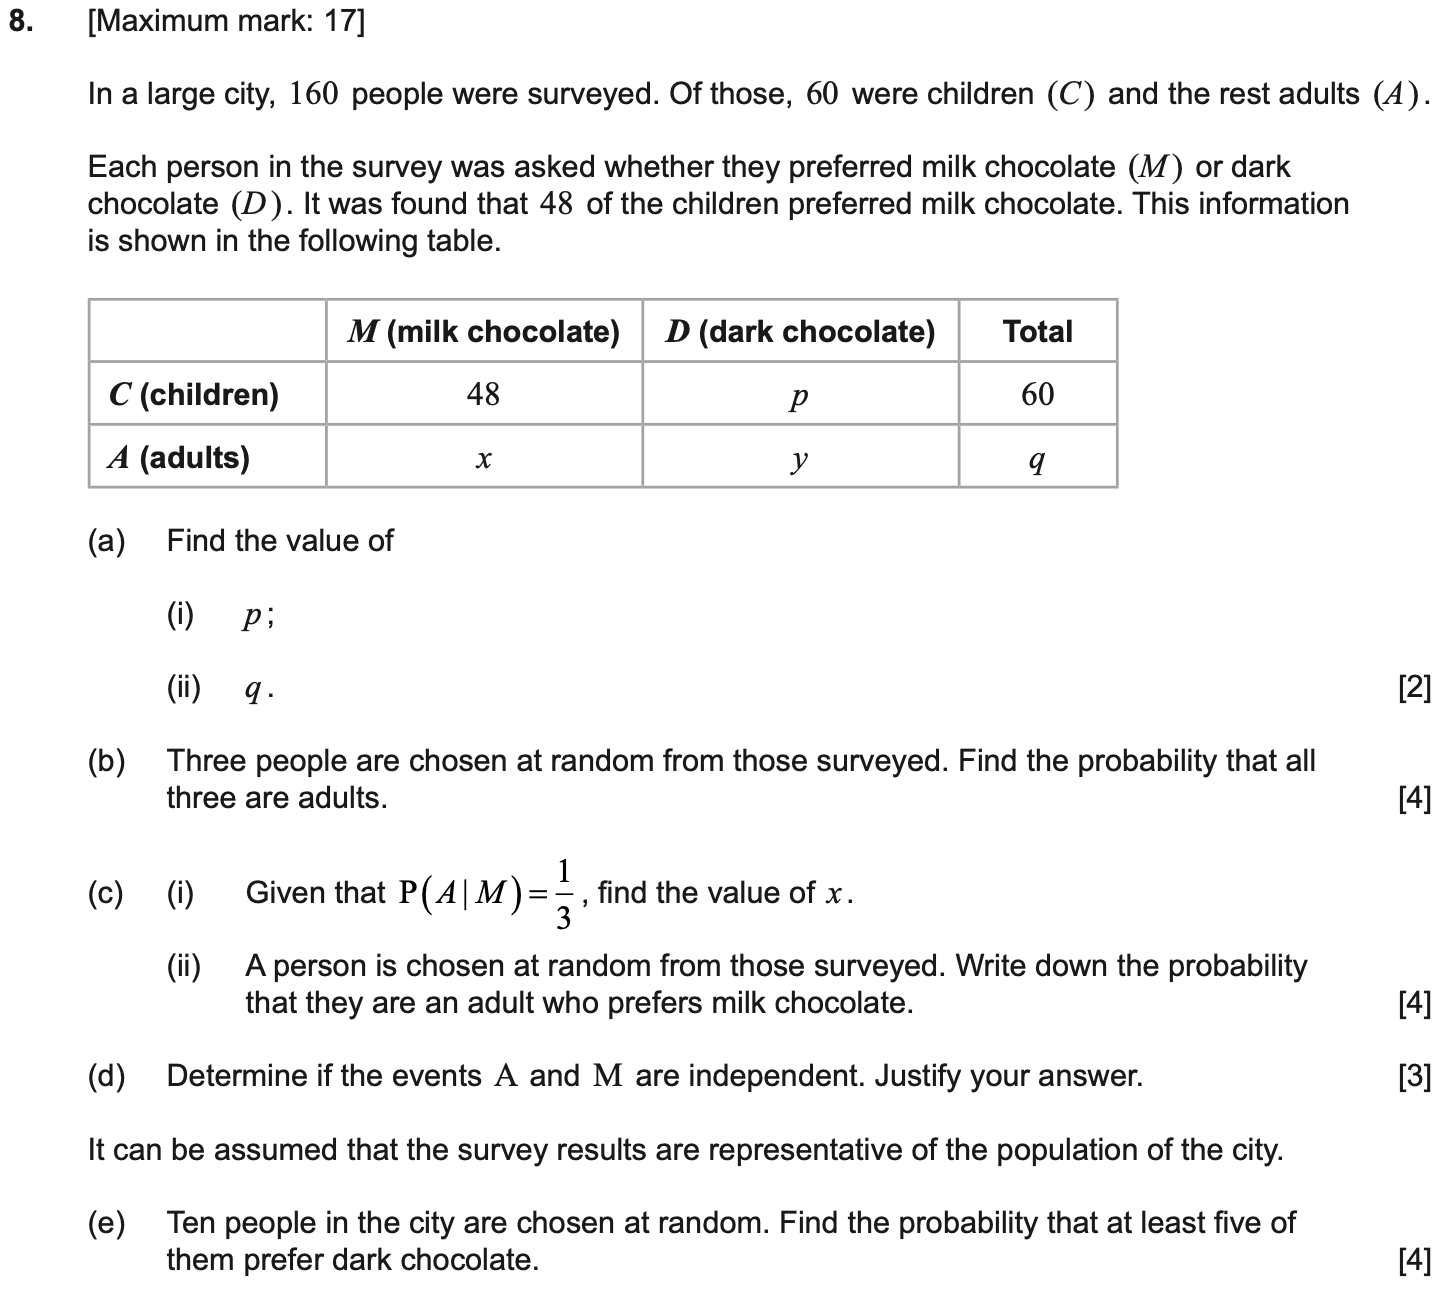 8. [Maximum mark: 17]
In a large city, 160 people were surveyed. Of those, 60 were children (C) and the rest adults (A).
Each person in the survey was asked whether they preferred milk chocolate (M) or dark
chocolate (D). It was found that 48 of the children preferred milk chocolate. This information
is shown in the following table.
M (milk chocolate) D (dark chocolate) Total
C (children) 48 p 60
A (adults) x y q
(a) Find the value of
(i) p;
(ii) q. [2]
(b) Three people are chosen at random from those surveyed. Find the probability that all
three are adults. [4]
(c) (i) Given that P(A|M) = 1/3, find the value of x.
(ii) A person is chosen at random from those surveyed. Write down the probability
that they are an adult who prefers milk chocolate. [4]
(d) Determine if the events A and M are independent. Justify your answer. [3]
It can be assumed that the survey results are representative of the population of the city.
(e) Ten people in the city are chosen at random. Find the probability that at least five of
them prefer dark chocolate. [4]